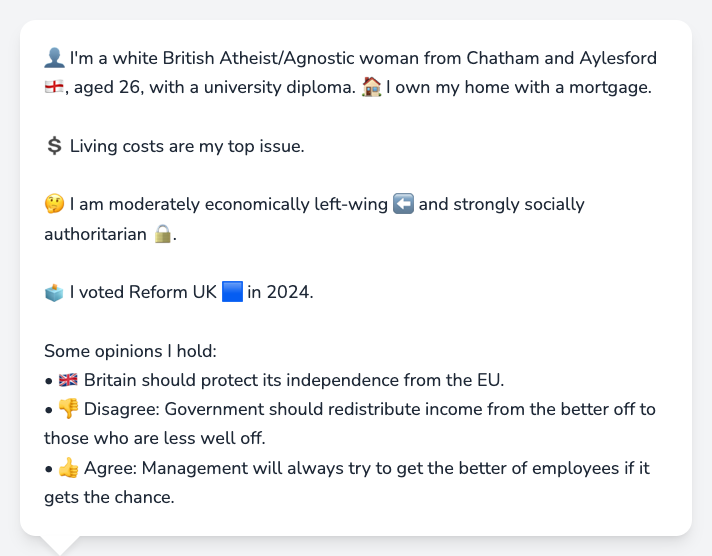 👤 I'm a white British Atheist/Agnostic woman from Chatham and Aylesford
🏴󠁧󠁢󠁥󠁮󠁧󠁿, aged 26, with a university diploma. 🏠 I own my home with a mortgage.
💲 Living costs are my top issue.
🤔 I am moderately economically left-wing ⬅️ and strongly socially
authoritarian 🔒.
🗳️ I voted Reform UK 🟦 in 2024.
Some opinions I hold:
• 🇬🇧 Britain should protect its independence from the EU.
• 👎 Disagree: Government should redistribute income from the better off to
those who are less well off.
• 👍 Agree: Management will always try to get the better of employees if it
gets the chance.